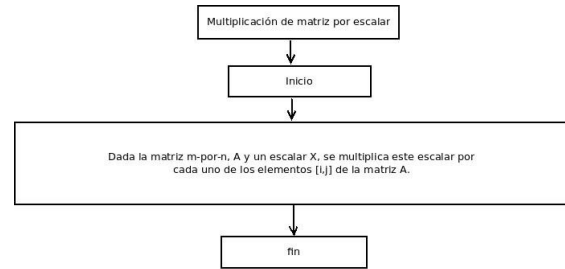 Multiplicación de matriz por escalar
Inicio
Dada la matriz m-por-n, A y un escalar X, se multiplica este escalar por
cada uno de los elementos [i,j] de la matriz A.
fin